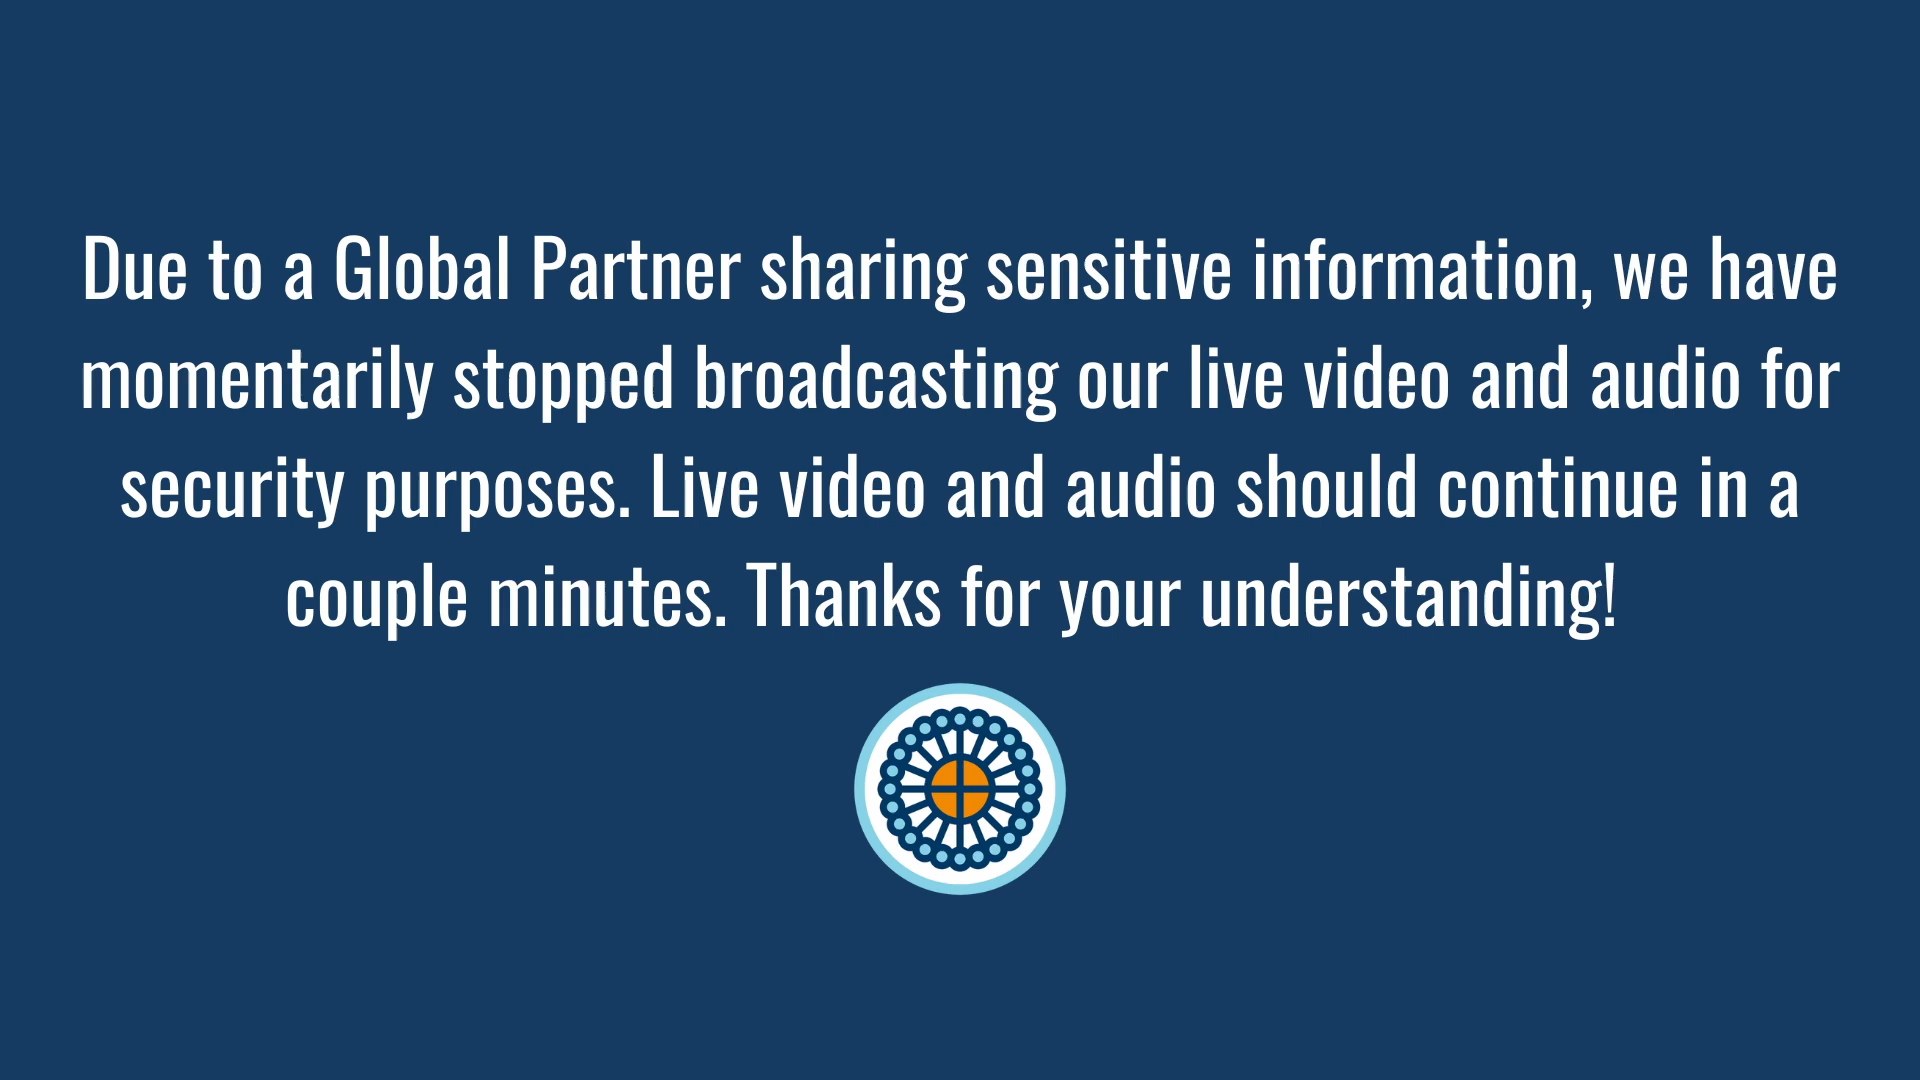 Due to a Global Partner sharing sensitive information, we have
momentarily stopped broadcasting our live video and audio for
security purposes. Live video and audio should continue in a
couple minutes. Thanks for your understanding!